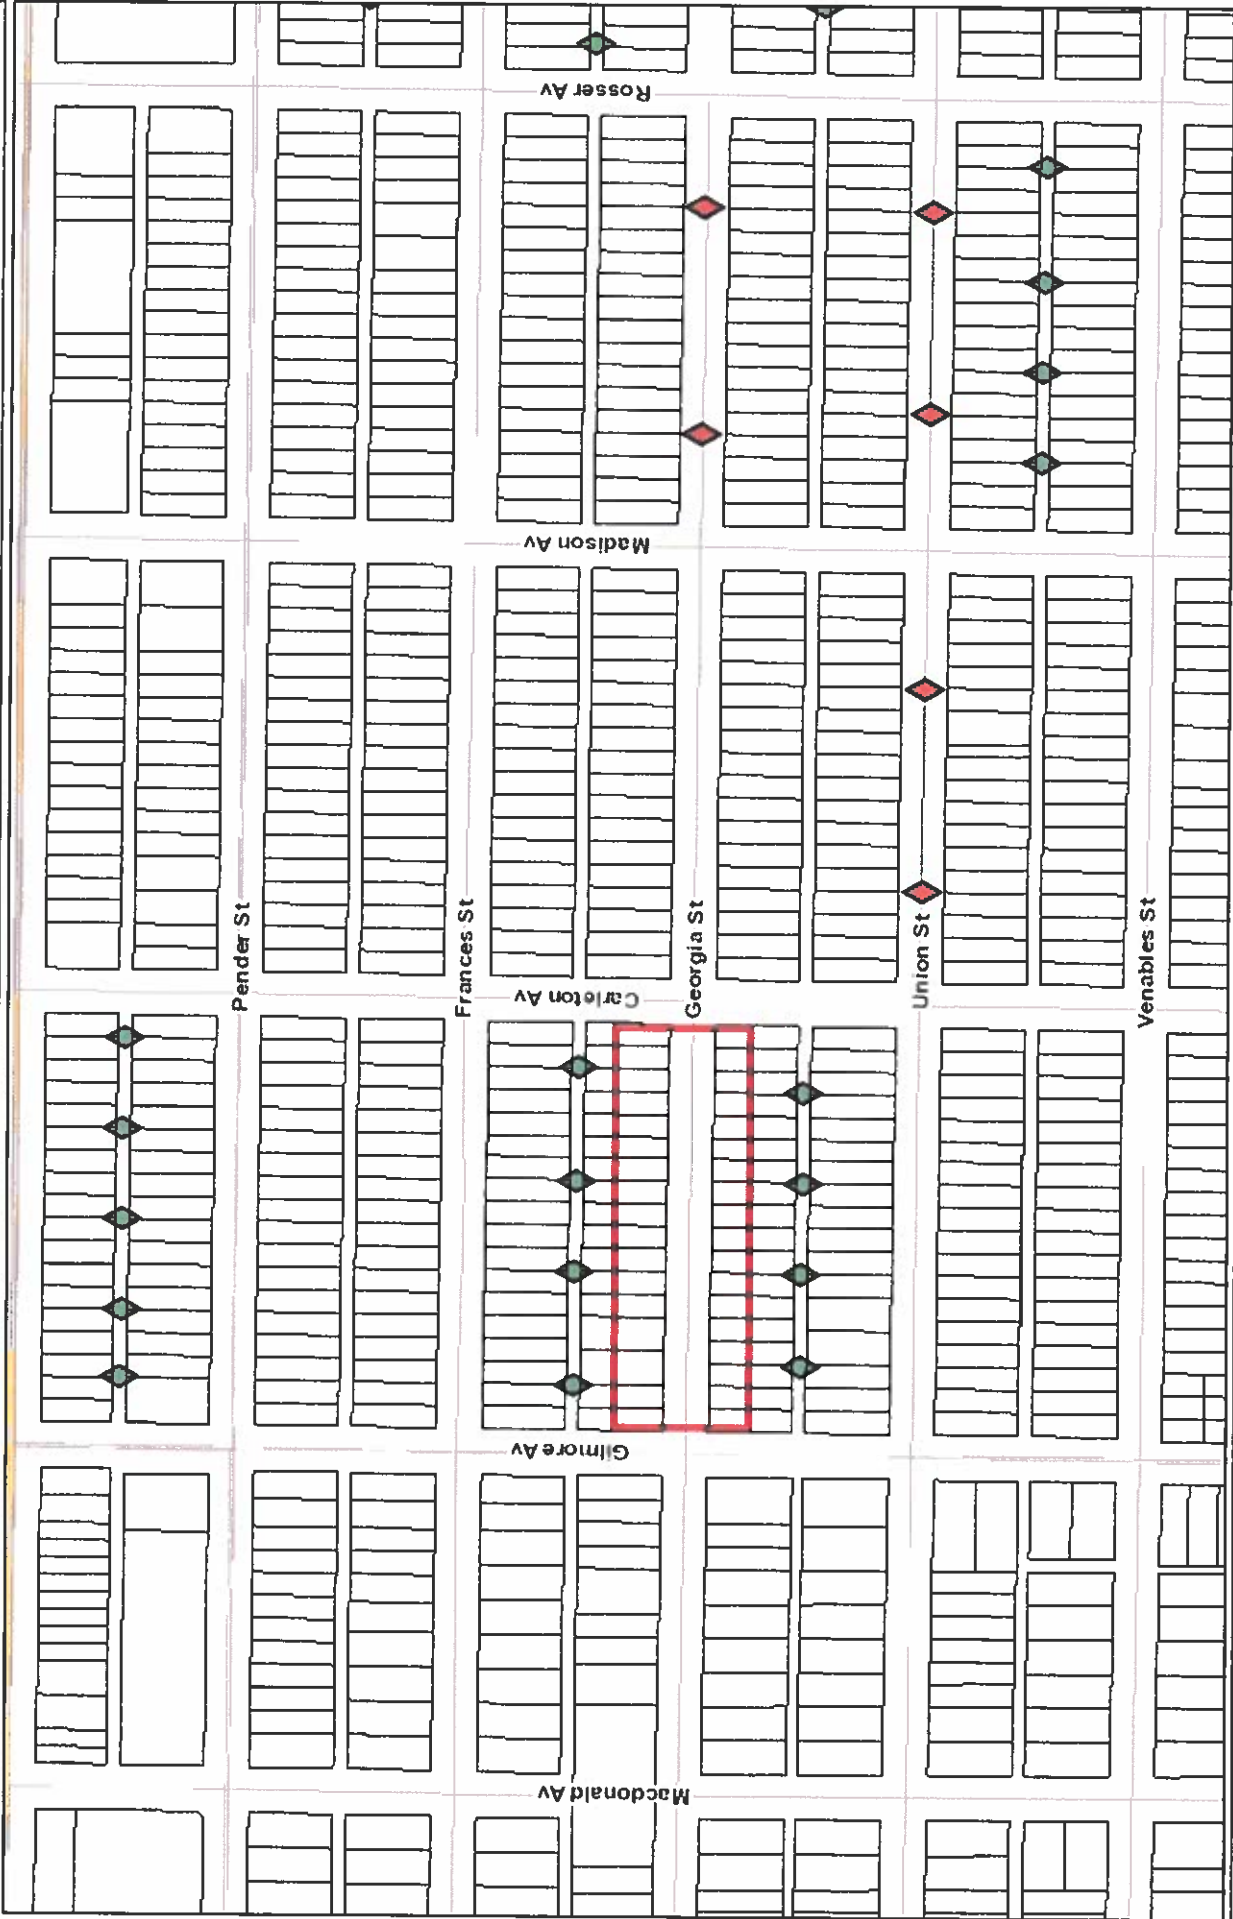 Rosser Av
Madison Av
Pender St
Frances St
Carleton Av
Georgia St
Union St
Venables St
Gilmore Av
Macdonald Av